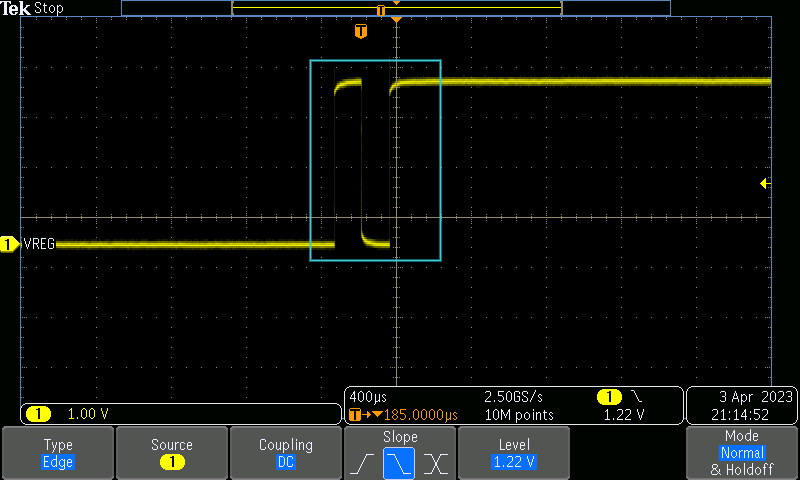 Tek Stop
T
T
1 VREG
1 1.00 V
400µs 2.50GS/s 1
T→▼185.0000µs 10M points 1.22 V
3 Apr 2023
21:14:52
Type
Edge
Source
1
Coupling
DC
Slope
Level
1.22 V
Mode
Normal
& Holdoff